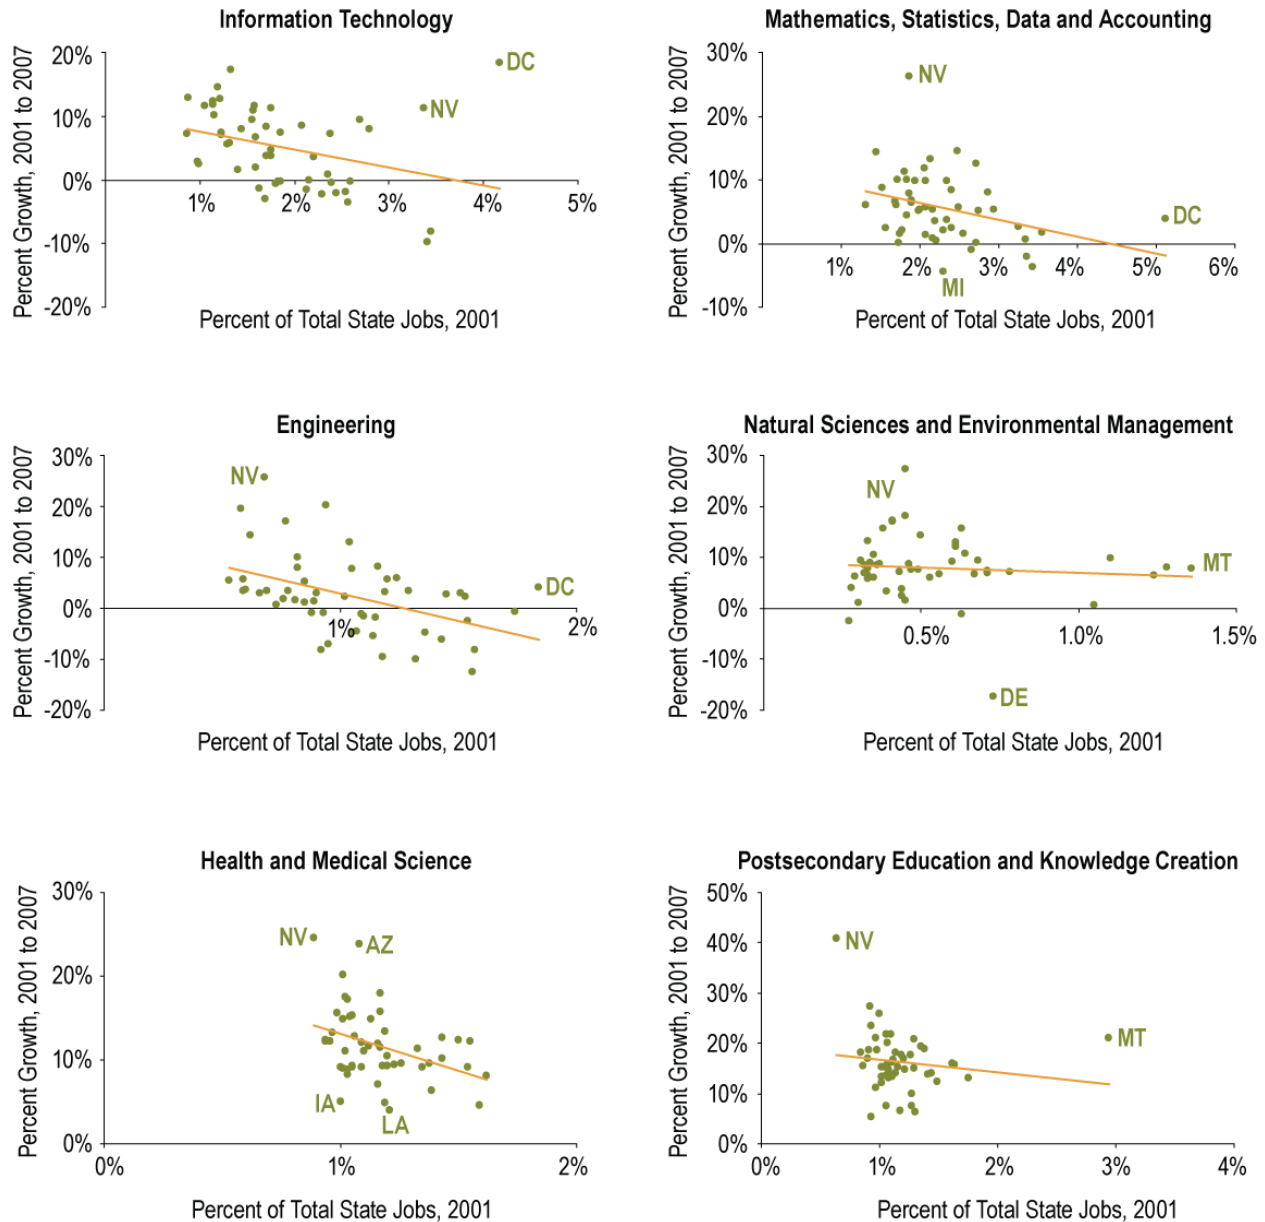 Information Technology
Percent Growth, 2001 to 2007
20%
10%
0%
-10%
-20%
DC
NV
1%
2%
3%
4%
5%
Percent of Total State Jobs, 2001
Mathematics, Statistics, Data and Accounting
Percent Growth, 2001 to 2007
30%
20%
10%
0%
-10%
NV
DC
MI
1%
2%
3%
4%
5%
6%
Percent of Total State Jobs, 2001
Engineering
Percent Growth, 2001 to 2007
30%
20%
10%
0%
-10%
-20%
NV
DC
1%
2%
Percent of Total State Jobs, 2001
Natural Sciences and Environmental Management
Percent Growth, 2001 to 2007
30%
20%
10%
0%
-10%
-20%
NV
MT
DE
0.5%
1.0%
1.5%
Percent of Total State Jobs, 2001
Health and Medical Science
Percent Growth, 2001 to 2007
30%
20%
10%
0%
NV
AZ
IA
LA
0%
1%
2%
Percent of Total State Jobs, 2001
Postsecondary Education and Knowledge Creation
Percent Growth, 2001 to 2007
50%
40%
30%
20%
10%
0%
NV
MT
0%
1%
2%
3%
4%
Percent of Total State Jobs, 2001